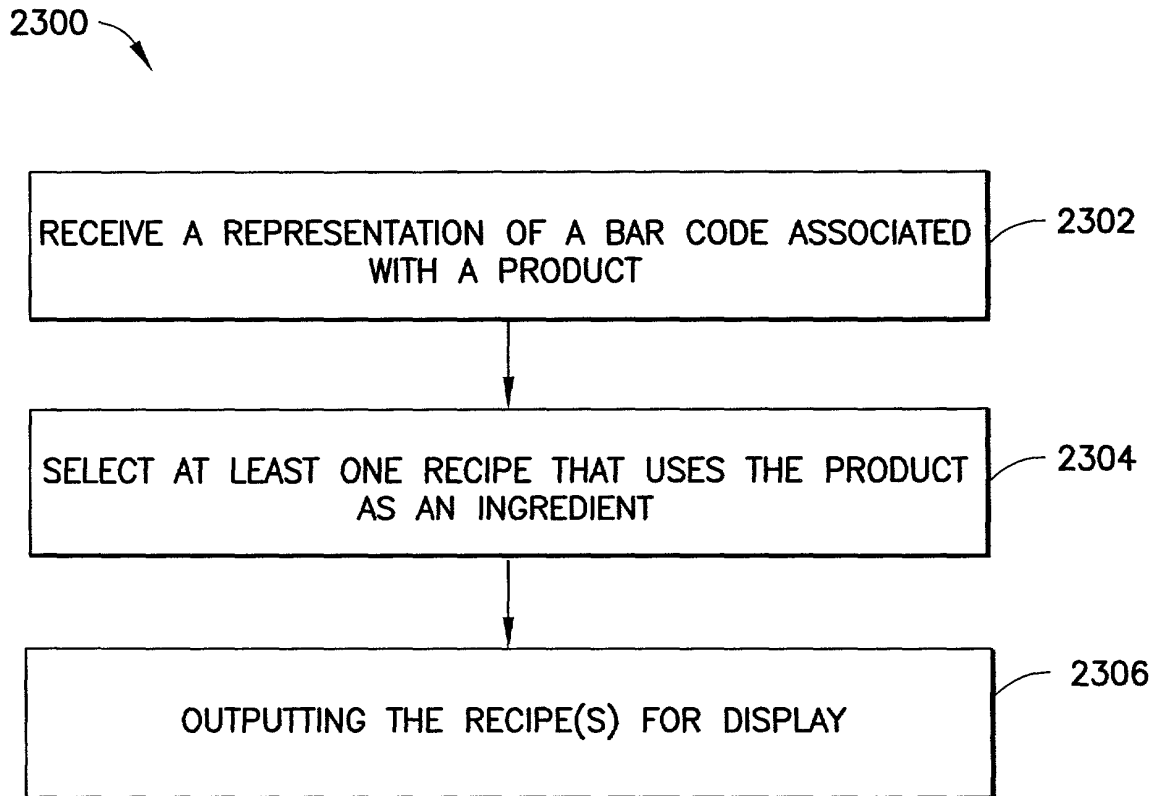 2300
RECEIVE A REPRESENTATION OF A BAR CODE ASSOCIATED
WITH A PRODUCT
2302
SELECT AT LEAST ONE RECIPE THAT USES THE PRODUCT
AS AN INGREDIENT
2304
OUTPUTTING THE RECIPE(S) FOR DISPLAY
2306